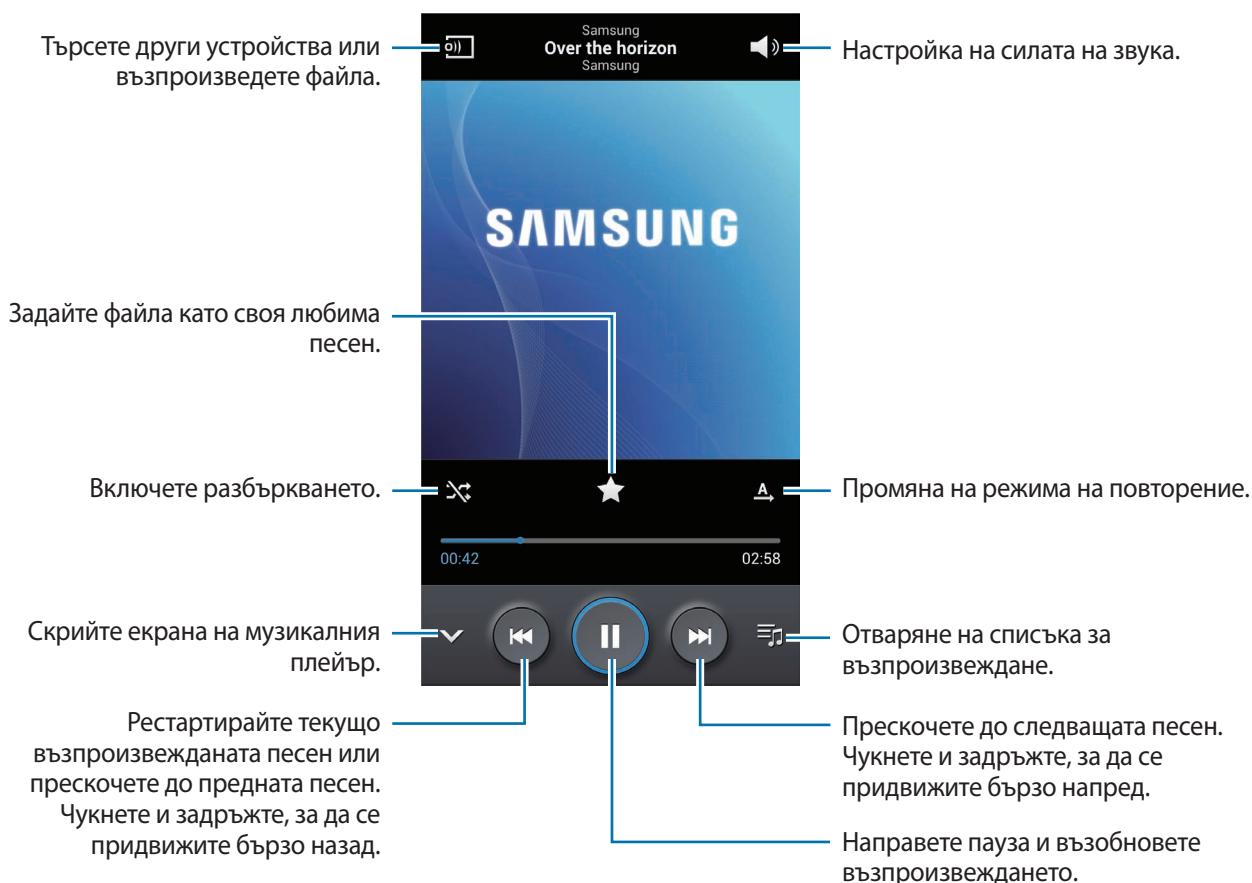 Търсете други устройства или
възпроизведете файла.
Samsung
Over the horizon
Samsung
Настройка на силата на звука.
SAMSUNG
Задайте файла като своя любима
песен.
Включете разбъркването.
A
Промяна на режима на повторение.
00:42
02:58
Скрийте екрана на музикалния
плейър.
Отваряне на списъка за
възпроизвеждане.
Рестартирайте текущо
възпроизвежданата песен или
прескочете до предната песен.
Чукнете и задръжте, за да се
придвижите бързо назад.
Прескочете до следващата песен.
Чукнете и задръжте, за да се
придвижите бързо напред.
Направете пауза и възобновете
възпроизвеждането.